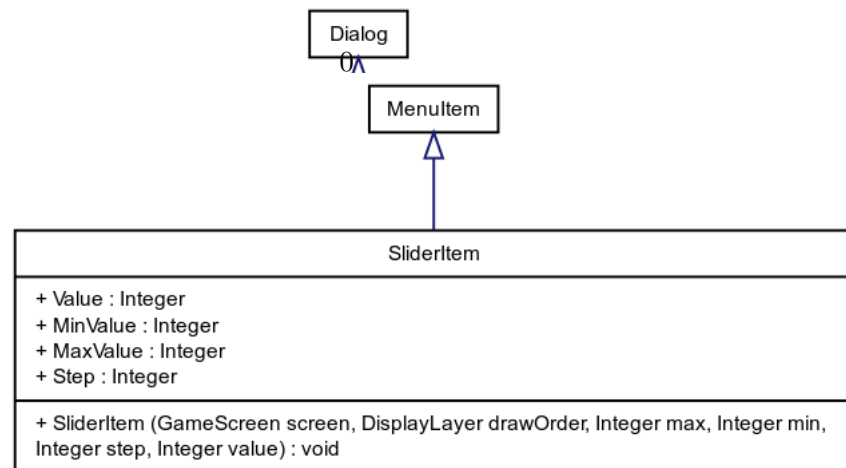 Dialog
0
MenuItem
SliderItem
+ Value : Integer
+ MinValue : Integer
+ MaxValue : Integer
+ Step : Integer
+ SliderItem (GameScreen screen, DisplayLayer drawOrder, Integer max, Integer min,
Integer step, Integer value) : void